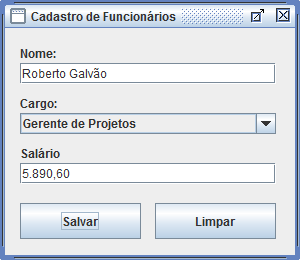 Cadastro de Funcionários
Nome:
Roberto Galvão
Cargo:
Gerente de Projetos
Salário
5.890,60
Salvar
Limpar